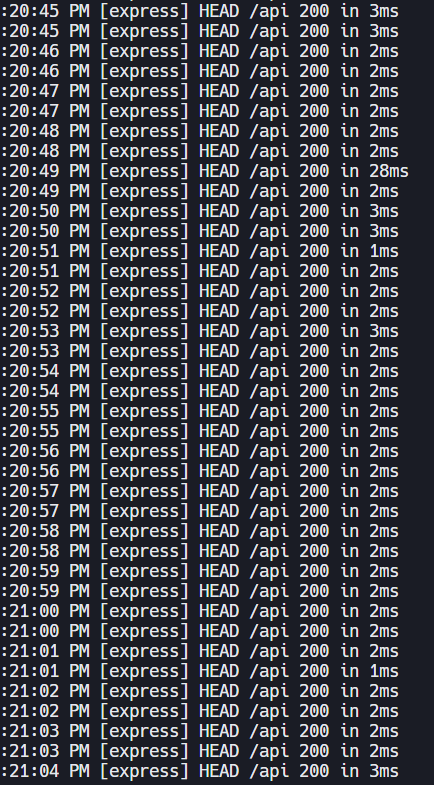 :20:45 PM [express] HEAD /api 200 in 3ms
:20:45 PM [express] HEAD /api 200 in 3ms
:20:46 PM [express] HEAD /api 200 in 2ms
:20:46 PM [express] HEAD /api 200 in 2ms
:20:47 PM [express] HEAD /api 200 in 2ms
:20:47 PM [express] HEAD /api 200 in 2ms
:20:48 PM [express] HEAD /api 200 in 2ms
:20:48 PM [express] HEAD /api 200 in 2ms
:20:49 PM [express] HEAD /api 200 in 28ms
:20:49 PM [express] HEAD /api 200 in 2ms
:20:50 PM [express] HEAD /api 200 in 3ms
:20:50 PM [express] HEAD /api 200 in 3ms
:20:51 PM [express] HEAD /api 200 in 1ms
:20:51 PM [express] HEAD /api 200 in 2ms
:20:52 PM [express] HEAD /api 200 in 2ms
:20:52 PM [express] HEAD /api 200 in 2ms
:20:53 PM [express] HEAD /api 200 in 3ms
:20:53 PM [express] HEAD /api 200 in 2ms
:20:54 PM [express] HEAD /api 200 in 2ms
:20:54 PM [express] HEAD /api 200 in 2ms
:20:55 PM [express] HEAD /api 200 in 2ms
:20:55 PM [express] HEAD /api 200 in 2ms
:20:56 PM [express] HEAD /api 200 in 2ms
:20:56 PM [express] HEAD /api 200 in 2ms
:20:57 PM [express] HEAD /api 200 in 2ms
:20:57 PM [express] HEAD /api 200 in 2ms
:20:58 PM [express] HEAD /api 200 in 2ms
:20:58 PM [express] HEAD /api 200 in 2ms
:20:59 PM [express] HEAD /api 200 in 2ms
:20:59 PM [express] HEAD /api 200 in 2ms
:21:00 PM [express] HEAD /api 200 in 2ms
:21:00 PM [express] HEAD /api 200 in 2ms
:21:01 PM [express] HEAD /api 200 in 2ms
:21:01 PM [express] HEAD /api 200 in 1ms
:21:02 PM [express] HEAD /api 200 in 2ms
:21:02 PM [express] HEAD /api 200 in 2ms
:21:03 PM [express] HEAD /api 200 in 2ms
:21:03 PM [express] HEAD /api 200 in 2ms
:21:04 PM [express] HEAD /api 200 in 3ms